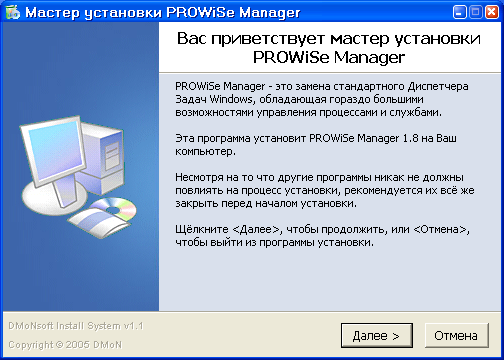 Мастер установки PROWiSe Manager
Вас приветствует мастер установки
PROWiSe Manager
PROWiSe Manager - это замена стандартного Диспетчера
Задач Windows, обладающая гораздо большими
возможностями управления процессами и службами.
Эта программа установит PROWiSe Manager 1.8 на Ваш
компьютер.
Несмотря на то что другие программы никак не должны
повлиять на процесс установки, рекомендуется их всё же
закрыть перед началом установки.
Щёлкните <Далее>, чтобы продолжить, или <Отмена>,
чтобы выйти из программы установки.
DMoNsoft Install System v1.1
Copyright © 2005 DMoN
Далее >
Отмена